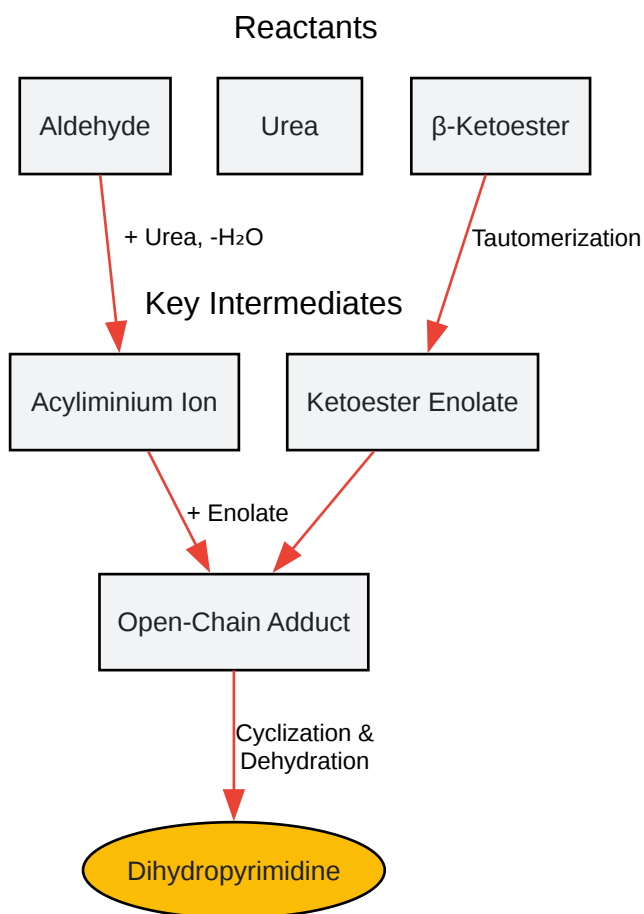 Reactants
Aldehyde
Urea
β-Ketoester
+ Urea, -H₂O
Tautomerization
Key Intermediates
Acyliminium Ion
Ketoester Enolate
+ Enolate
Open-Chain Adduct
Cyclization &
Dehydration
Dihydropyrimidine